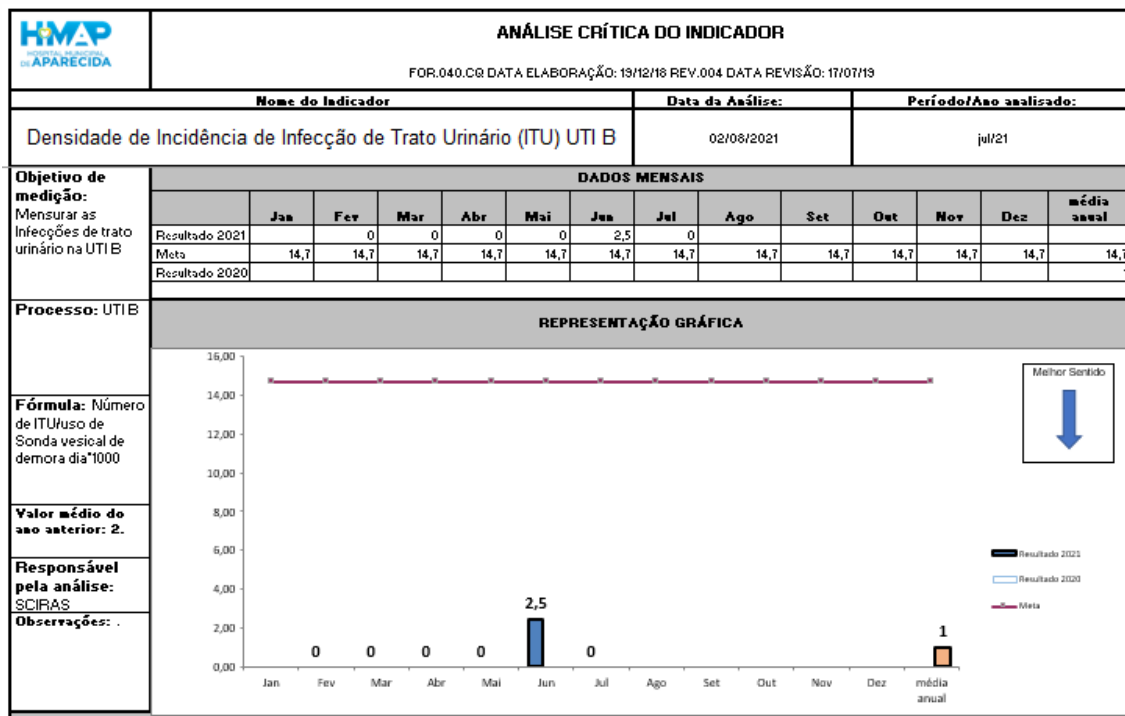 HMAP
HOSPITAL MUNICIPAL
DE APARECIDA
ANÁLISE CRÍTICA DO INDICADOR
FOR.040.CQ DATA ELABORAÇÃO: 19/12/18 REV.004 DATA REVISÃO: 17/07/19
Nome do Indicador Data da Análise: Período/Ano analisado:
Densidade de Incidência de Infecção de Trato Urinário (ITU) UTI B 02/08/2021 jul/21
Objetivo de
medição:
Mensurar as
Infecções de trato
urinário na UTI B
DADOS MENSAIS
Jan Fev Mar Abr Mai Jun Jul Ago Set Out Nov Dez média anual
Resultado 2021 0 0 0 0 2,5 0
Meta 14,7 14,7 14,7 14,7 14,7 14,7 14,7 14,7 14,7 14,7 14,7 14,7 14,7
Resultado 2020
Processo: UTI B
Fórmula: Número
de ITU/uso de
Sonda vesical de
demora dia*1000
Valor médio do
ano anterior: 2.
Responsável
pela análise:
SCIRAS
Observações: .
REPRESENTAÇÃO GRÁFICA
16,00
14,00
12,00
10,00
8,00
6,00
4,00
2,00
0,00
0 0 0 0 2,5 0 1
Jan Fev Mar Abr Mai Jun Jul Ago Set Out Nov Dez média
anual
Melhor Sentido
Resultado 2021
Resultado 2020
Meta